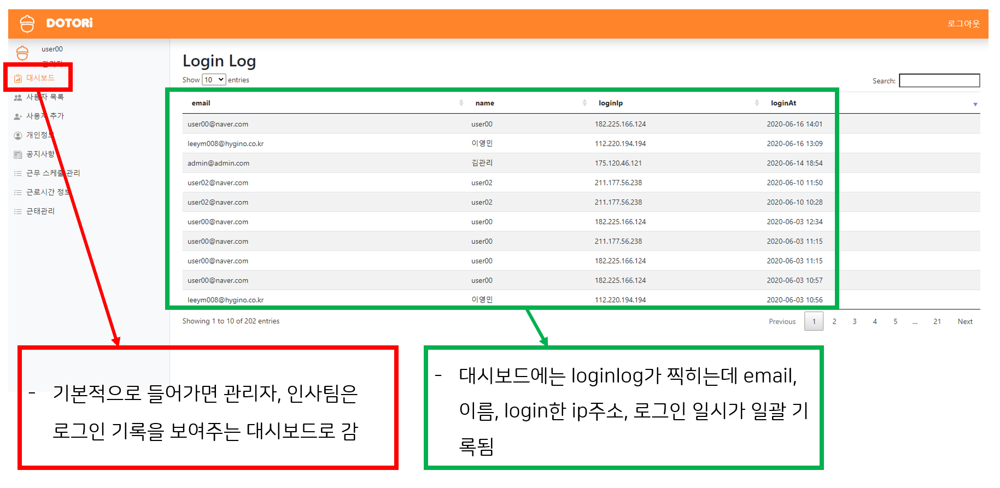 DOTORi
로그아웃
user00
대시보드
사용자 목록
사용자 추가
개인정보
공지사항
근무 스케줄 관리
근로시간 정보
근태관리
Login Log
Show 10 entries
Search:
email name loginIp loginAt
user00@naver.com user00 182.225.166.124 2020-06-16 14:01
leeym008@hygino.co.kr 이영민 112.220.194.194 2020-06-16 13:09
admin@admin.com 김관리 175.120.46.121 2020-06-14 18:54
user02@naver.com user02 211.177.56.238 2020-06-10 11:50
user02@naver.com user02 211.177.56.238 2020-06-10 10:28
user00@naver.com user00 182.225.166.124 2020-06-03 12:34
user00@naver.com user00 211.177.56.238 2020-06-03 11:15
user00@naver.com user00 182.225.166.124 2020-06-03 11:15
user00@naver.com user00 182.225.166.124 2020-06-03 10:57
leeym008@hygino.co.kr 이영민 112.220.194.194 2020-06-03 10:56
Showing 1 to 10 of 202 entries
Previous 1 2 3 4 5 ... 21 Next
- 기본적으로 들어가면 관리자, 인사팀은
로그인 기록을 보여주는 대시보드로 감
- 대시보드에는 loginlog가 찍히는데 email,
이름, login한 ip주소, 로그인 일시가 일괄 기
록됨